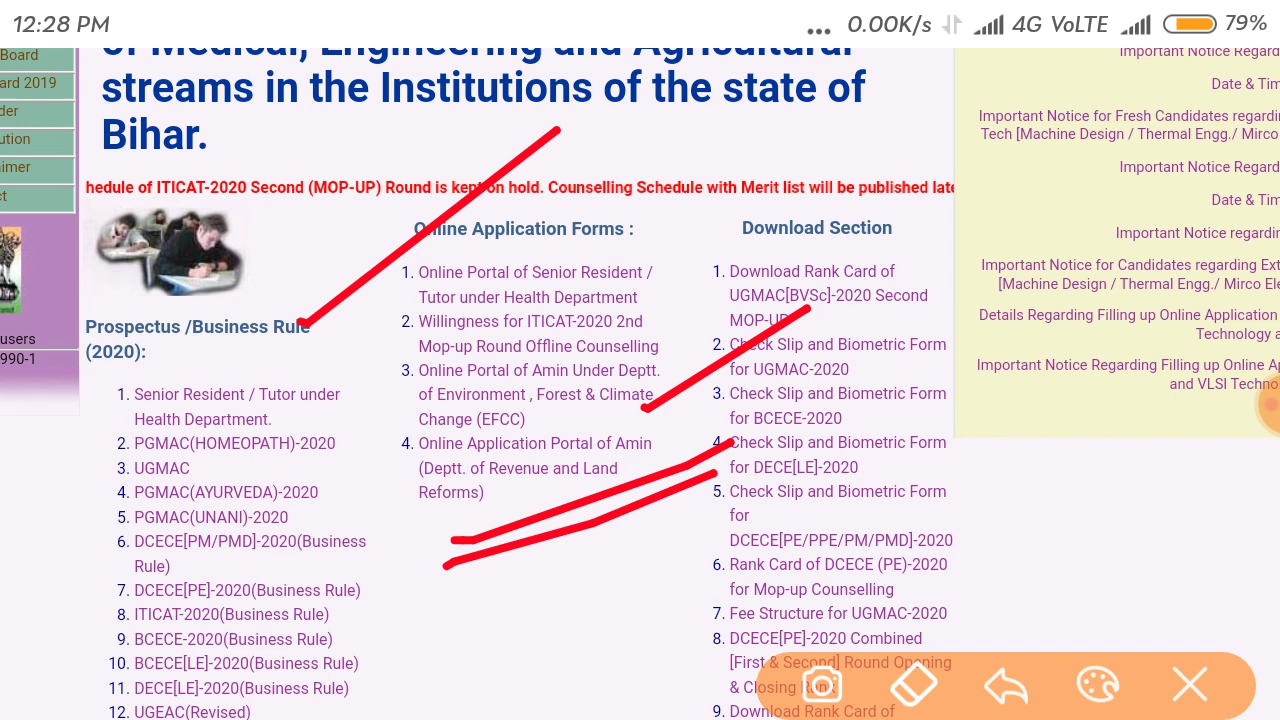 12:28 PM
... 0.00K/s 4G VoLTE 79%
Board
ard 2019
der
ution
aimer
ct
users
990-1
of Medical, Engineering and Agricultural
streams in the Institutions of the state of
Bihar.
hedule of ITICAT-2020 Second (MOP-UP) Round is kept on hold. Counselling Schedule with Merit list will be published late
Prospectus /Business Rule
(2020):
1. Senior Resident / Tutor under
Health Department.
2. PGMAC(HOMEOPATH)-2020
3. UGMAC
4. PGMAC(AYURVEDA)-2020
5. PGMAC(UNANI)-2020
6. DCECE[PM/PMD]-2020(Business
Rule)
7. DCECE[PE]-2020(Business Rule)
8. ITICAT-2020(Business Rule)
9. BCECE-2020(Business Rule)
10. BCECE[LE]-2020(Business Rule)
11. DECE[LE]-2020(Business Rule)
12. UGEAC(Revised)
Online Application Forms :
1. Online Portal of Senior Resident /
Tutor under Health Department
2. Willingness for ITICAT-2020 2nd
Mop-up Round Offline Counselling
3. Online Portal of Amin Under Deptt.
of Environment , Forest & Climate
Change (EFCC)
4. Online Application Portal of Amin
(Deptt. of Revenue and Land
Reforms)
Download Section
1. Download Rank Card of
UGMAC[BVSc]-2020 Second
MOP-UP
2. Check Slip and Biometric Form
for UGMAC-2020
3. Check Slip and Biometric Form
for BCECE-2020
4. Check Slip and Biometric Form
for DECE[LE]-2020
5. Check Slip and Biometric Form
for
DCECE[PE/PPE/PM/PMD]-2020
6. Rank Card of DCECE (PE)-2020
for Mop-up Counselling
7. Fee Structure for UGMAC-2020
8. DCECE[PE]-2020 Combined
[First & Second] Round Opening
& Closing Rank
9. Download Rank Card of
Important Notice Regard
Date & Tim
Important Notice for Fresh Candidates regardin
Tech [Machine Design / Thermal Engg./ Mirco
Important Notice Regard
Date & Tim
Important Notice regardin
Important Notice for Candidates regarding Ext
[Machine Design / Thermal Engg./ Mirco Ele
Details Regarding Filling up Online Application
Technology a
Important Notice Regarding Filling up Online Ap
and VLSI Techno